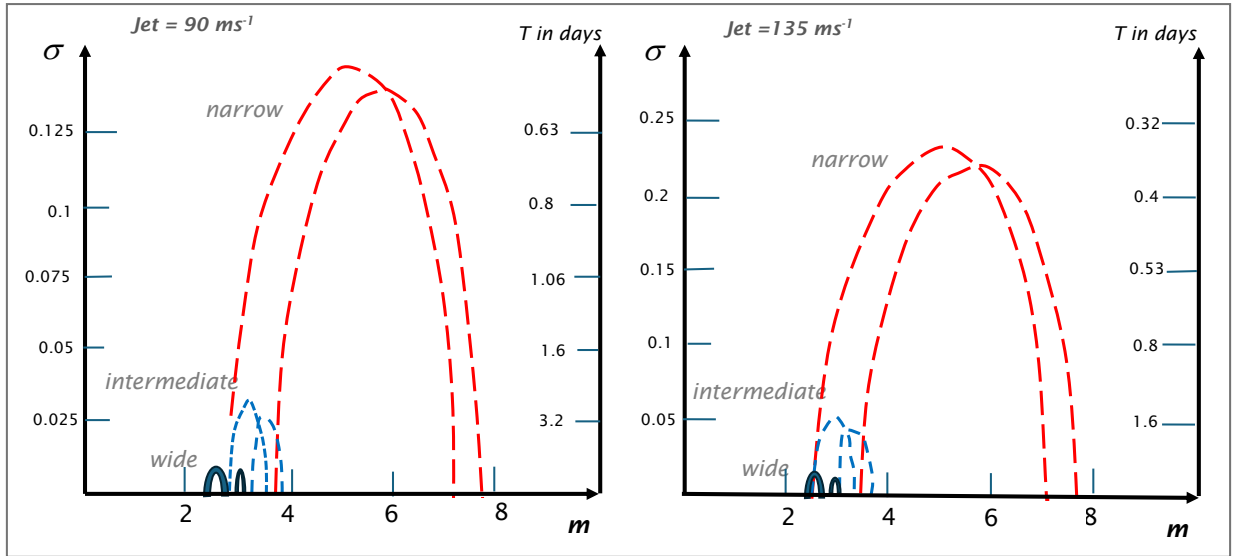 Jet = 90 ms-1
σ
T in days
narrow
0.125
0.63
0.1
0.8
0.075
1.06
0.05
1.6
intermediate
0.025
3.2
wide
2
4
6
8
m
Jet =135 ms-1
σ
T in days
0.25
0.32
narrow
0.2
0.4
0.15
0.53
0.1
0.8
intermediate
0.05
1.6
wide
2
4
6
8
m